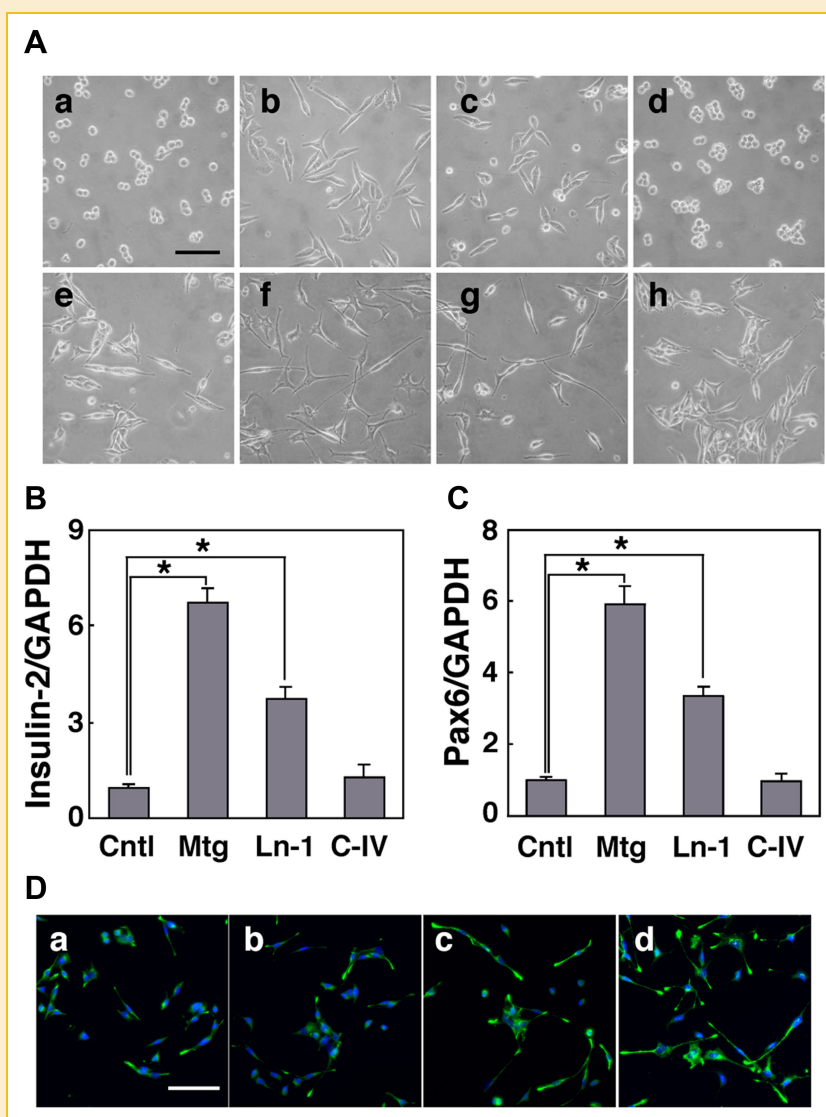 A
a b c d
e f g h
B
Insulin-2/GAPDH
9
6
3
0
* *
Cntl Mtg Ln-1 C-IV
C
Pax6/GAPDH
8
6
4
2
0
* *
Cntl Mtg Ln-1 C-IV
D
a b c d